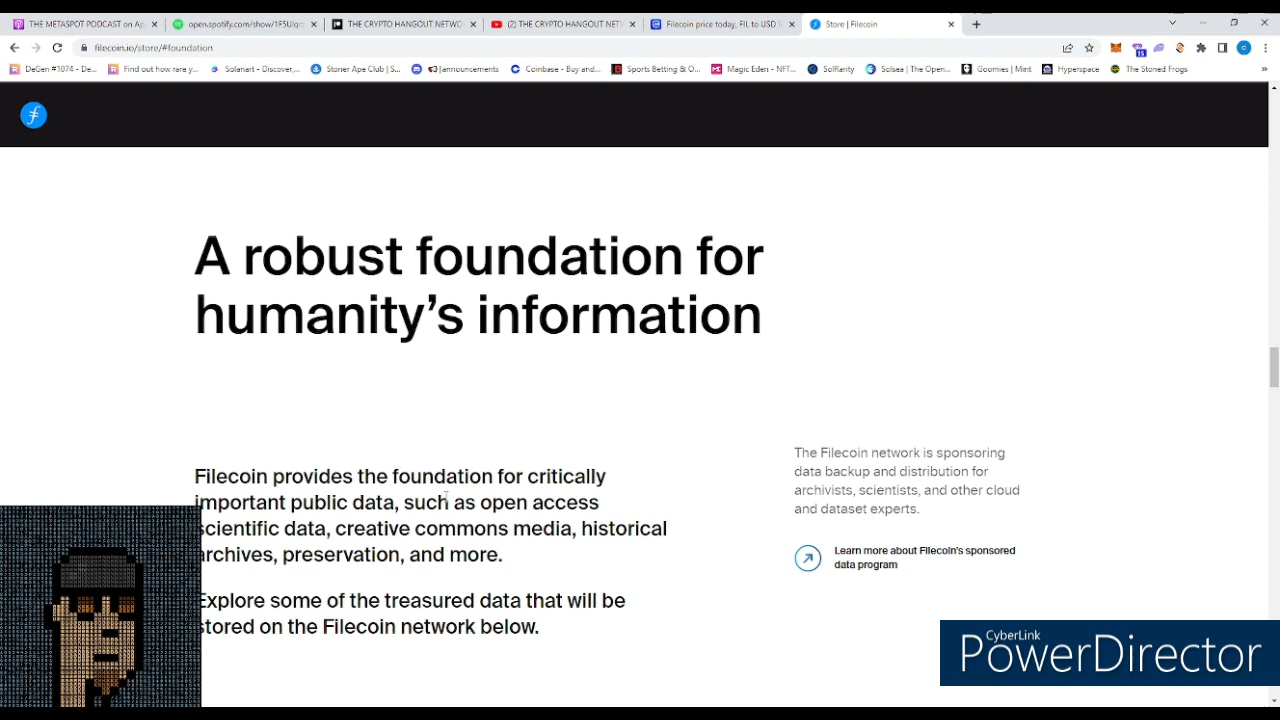 THE METASPOT PODCAST on Ap
open.spotify.com/show/1F5Ulqr
THE CRYPTO HANGOUT NETWO
(2) THE CRYPTO HANGOUT NET
Filecoin price today, FIL to USD li
Store | Filecoin
filecoin.io/store/#foundation
DeGen #1074 - De...
Find out how rare y...
Solanart - Discover,...
Stoner Ape Club | S...
announcements
Coinbase - Buy and...
Sports Betting & O...
Magic Eden - NFT...
SolRarity
Solsea | The Open...
Goomies | Mint
Hyperspace
The Stoned Frogs
A robust foundation for
humanity's information
Filecoin provides the foundation for critically
important public data, such as open access
scientific data, creative commons media, historical
archives, preservation, and more.
Explore some of the treasured data that will be
stored on the Filecoin network below.
The Filecoin network is sponsoring
data backup and distribution for
archivists, scientists, and other cloud
and dataset experts.
Learn more about Filecoin's sponsored
data program
CyberLink
PowerDirector